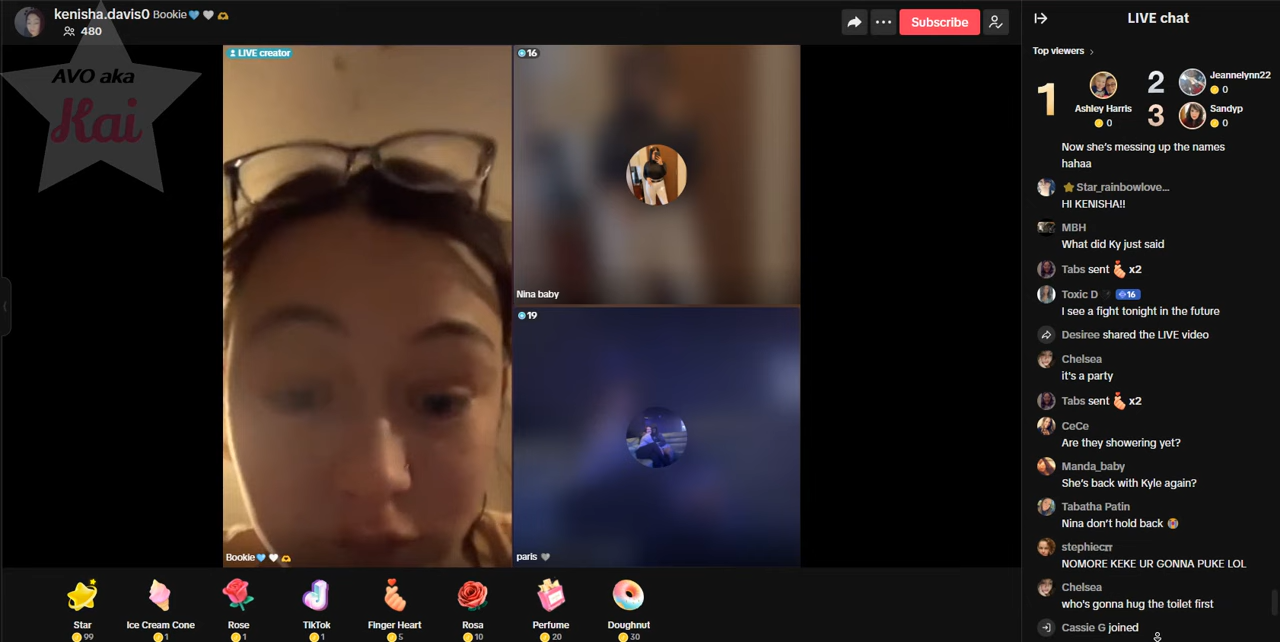 kenisha.davis0 Bookie💙🤍🫶
480
Subscribe
AVO aka
Kai
LIVE creator
16
Nina baby
19
paris 🩶
Bookie💙🤍🫶
Star
99
Ice Cream Cone
1
Rose
1
TikTok
1
Finger Heart
5
Rosa
10
Perfume
20
Doughnut
30
LIVE chat
Top viewers
1
Ashley Harris
0
2
Jeannelynn22
0
3
Sandyp
0
Now she's messing up the names
hahaa
Star_rainbowlove...
HI KENISHA!!
MBH
What did Ky just said
Tabs sent x2
Toxic D 16
I see a fight tonight in the future
Desiree shared the LIVE video
Chelsea
it's a party
Tabs sent x2
CeCe
Are they showering yet?
Manda_baby
She's back with Kyle again?
Tabatha Patin
Nina don't hold back
NOMORE KEKE UR GONNA PUKE LOL
Chelsea
who's gonna hug the toilet first
Cassie G joined